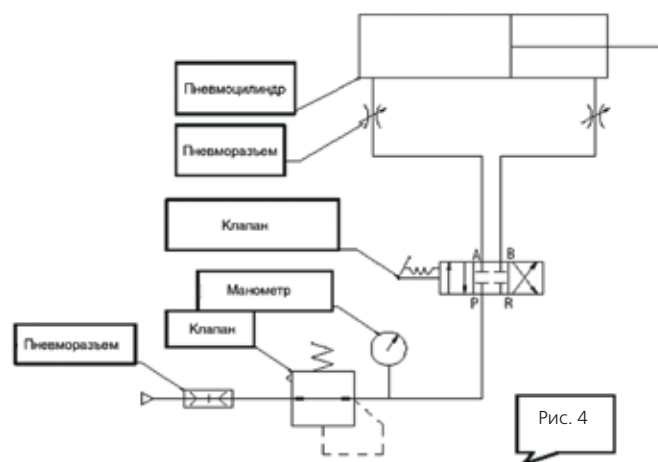 Пневмоцилиндр
Пневморазъем
Клапан
A B
P R
Манометр
Клапан
Пневморазъем
Рис. 4